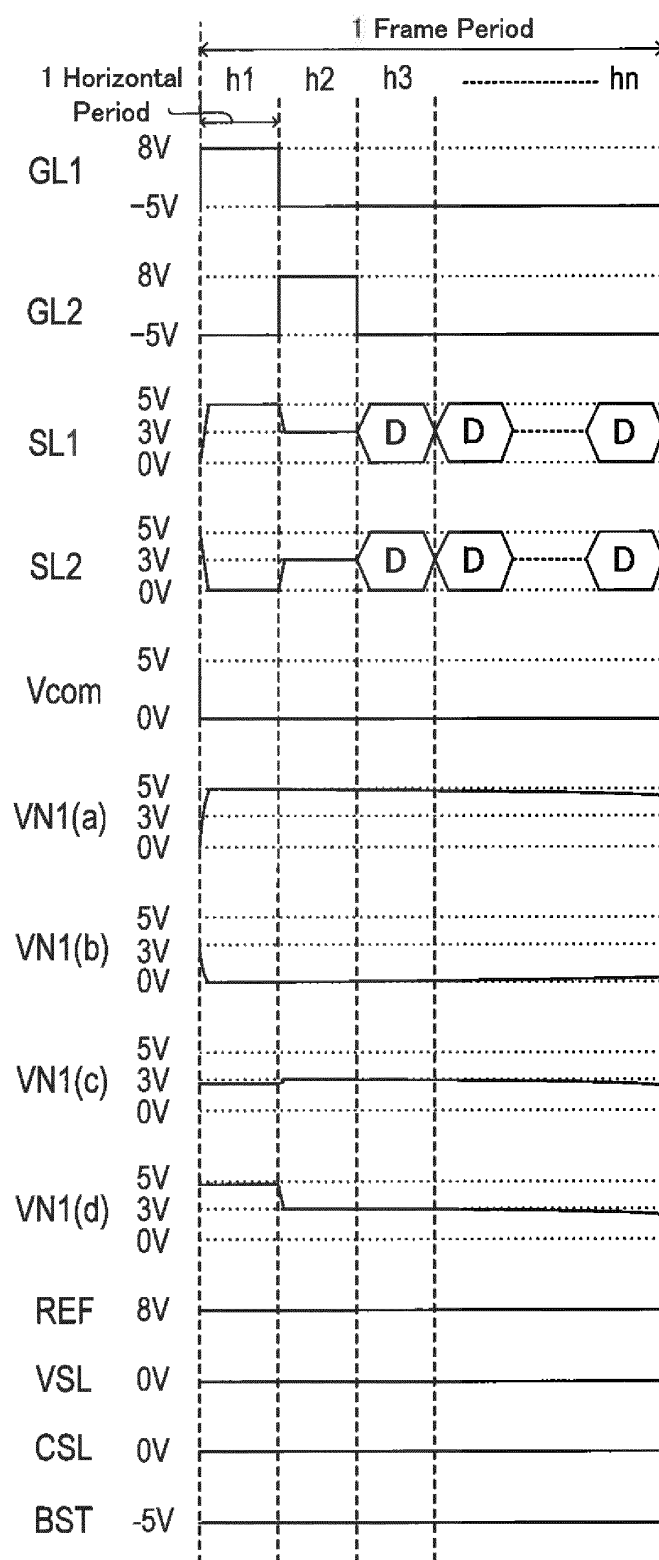 1 Frame Period
1 Horizontal Period
h1 h2 h3 hn
GL1 8V -5V
GL2 8V -5V
SL1 5V 3V 0V D D D
SL2 5V 3V 0V D D D
Vcom 5V 0V
VN1(a) 5V 3V 0V
VN1(b) 5V 3V 0V
VN1(c) 5V 3V 0V
VN1(d) 5V 3V 0V
REF 8V
VSL 0V
CSL 0V
BST -5V